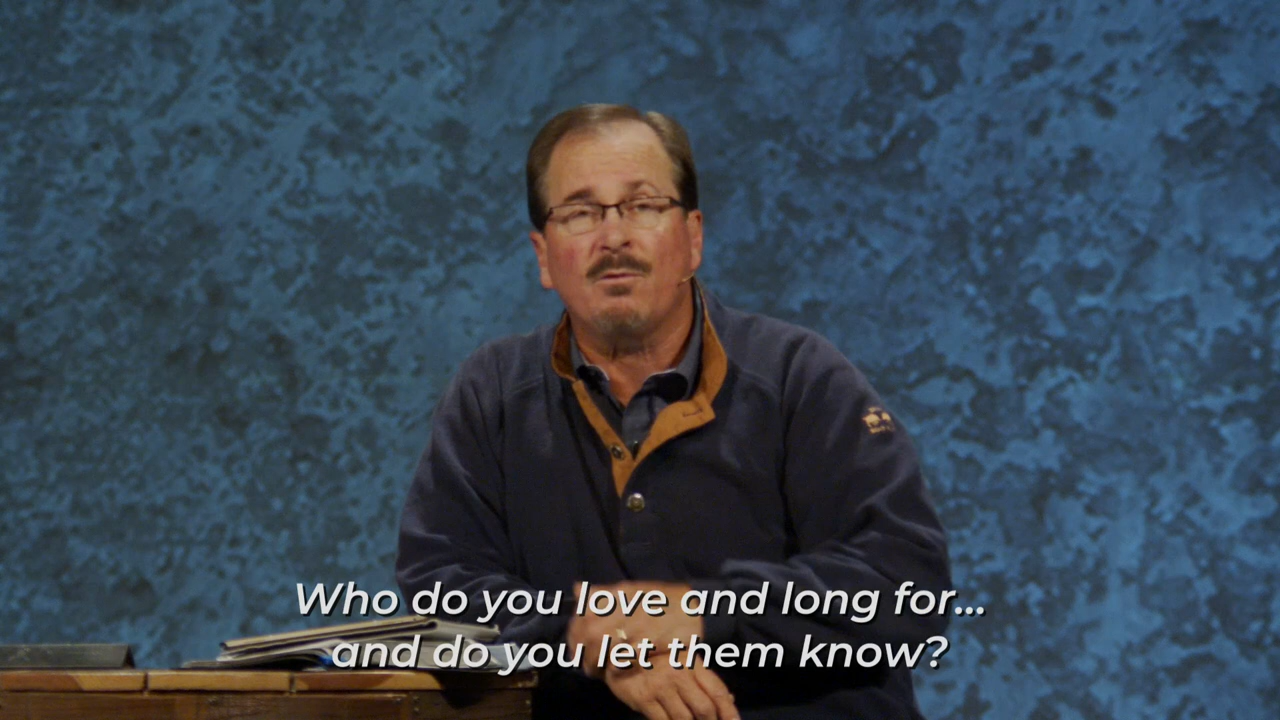 Who do you love and long for...
and do you let them know?